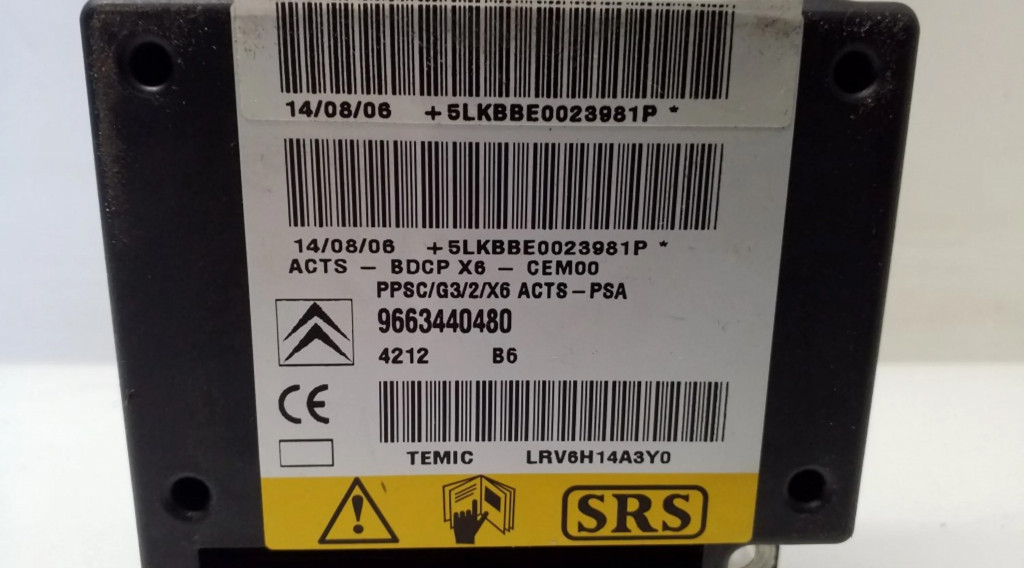 14/08/06 +5LKBBE0023981P *
14/08/06 +5LKBBE0023981P *
ACTS - BDCP X6 - CEM00
PPSC/G3/2/X6 ACTS-PSA
9663440480
4212 B6
CE
TEMIC LRV6H14A3Y0
SRS